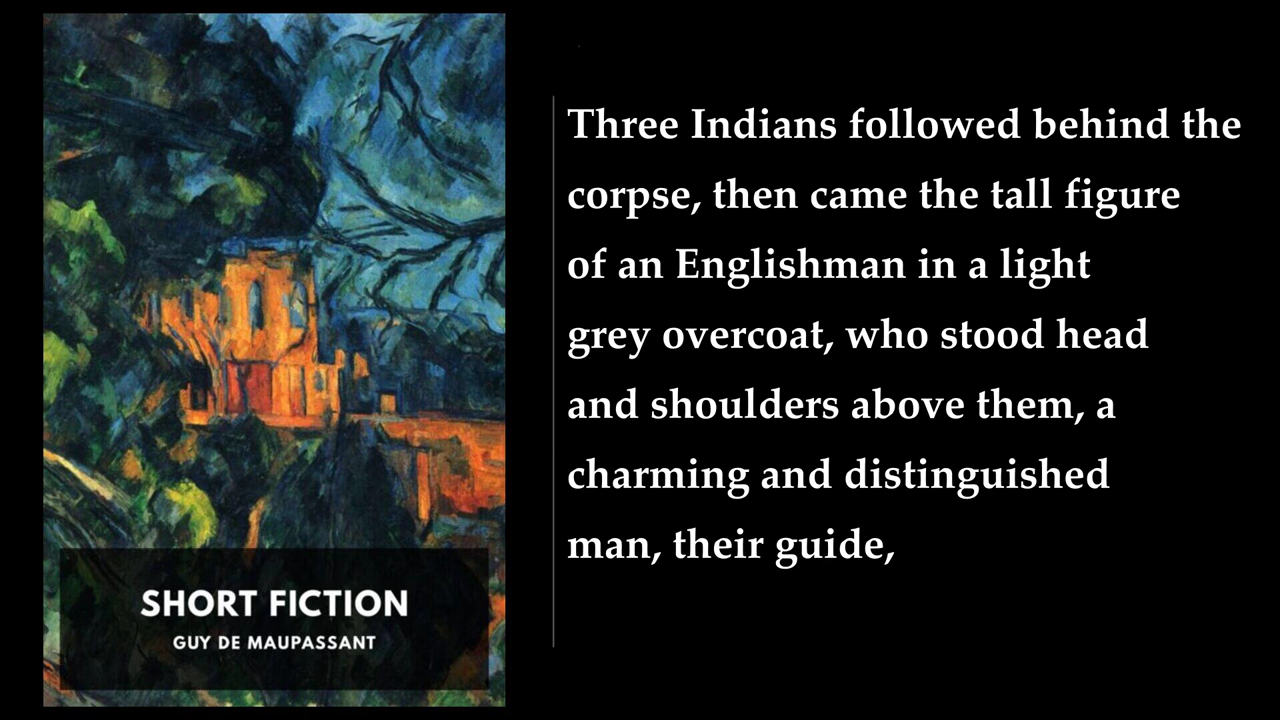 SHORT FICTION
GUY DE MAUPASSANT
Three Indians followed behind the
corpse, then came the tall figure
of an Englishman in a light
grey overcoat, who stood head
and shoulders above them, a
charming and distinguished
man, their guide,